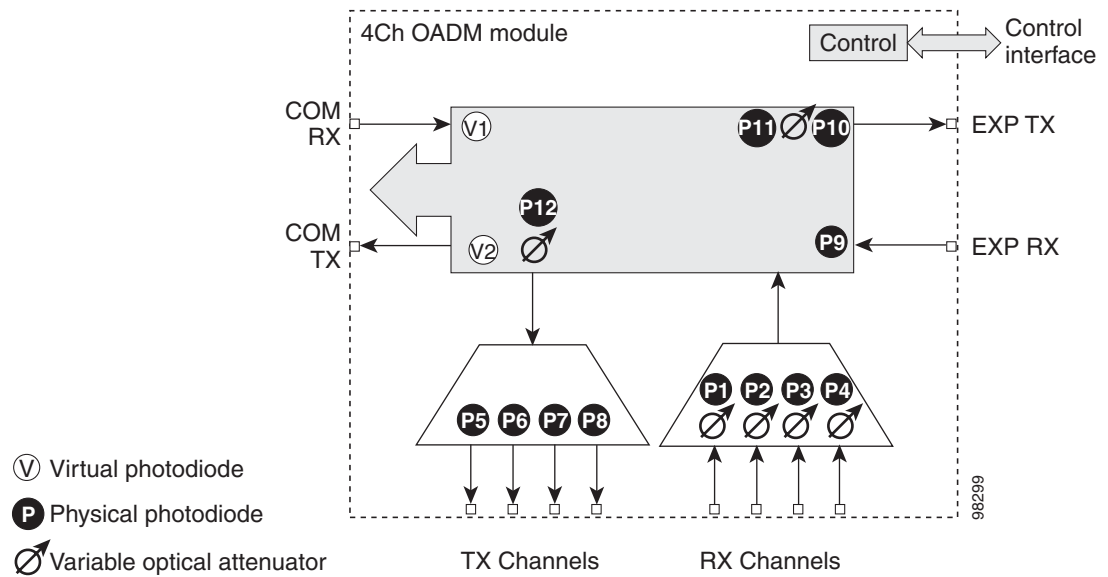 4Ch OADM module
Control
Control
interface
COM
RX
V1
P11
P10
EXP TX
P12
COM
TX
V2
P9
EXP RX
P1
P2
P3
P4
P5
P6
P7
P8
V Virtual photodiode
P Physical photodiode
Variable optical attenuator
TX Channels
RX Channels
98299